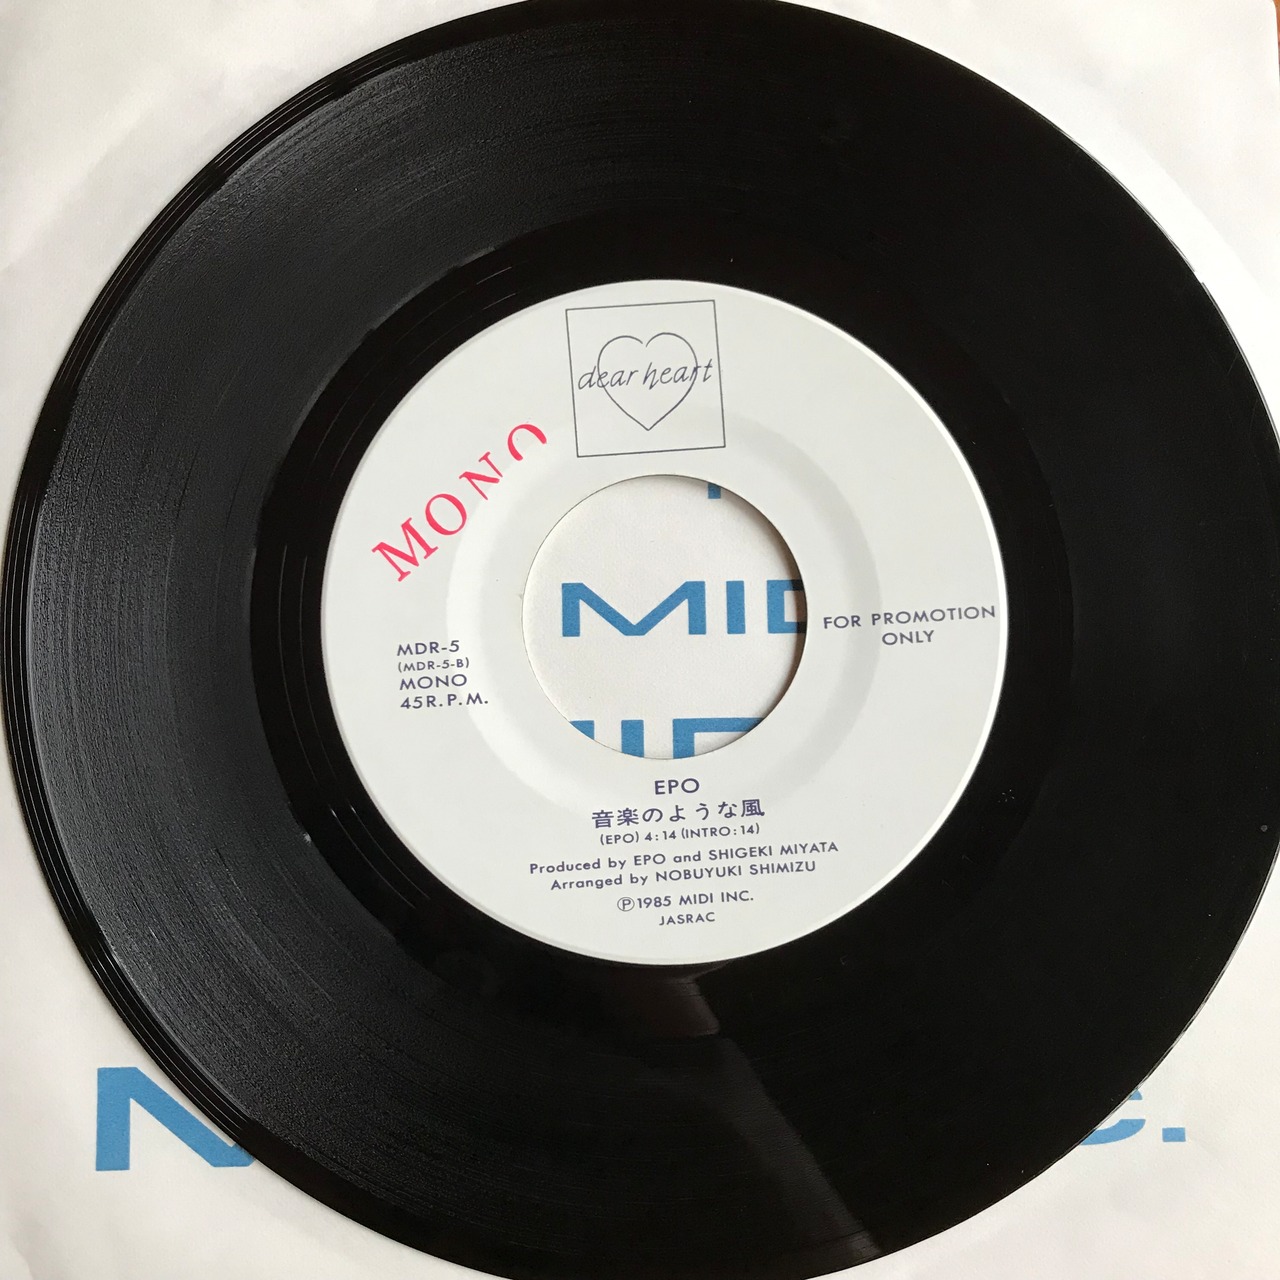 dear heart
MONO
MIDI
FOR PROMOTION
ONLY
MDR-5
(MDR-5-B)
MONO
45R.P.M.
EPO
音楽のような風
(EPO) 4:14 (INTRO:14)
Produced by EPO and SHIGEKI MIYATA
Arranged by NOBUYUKI SHIMIZU
Ⓟ1985 MIDI INC.
JASRAC